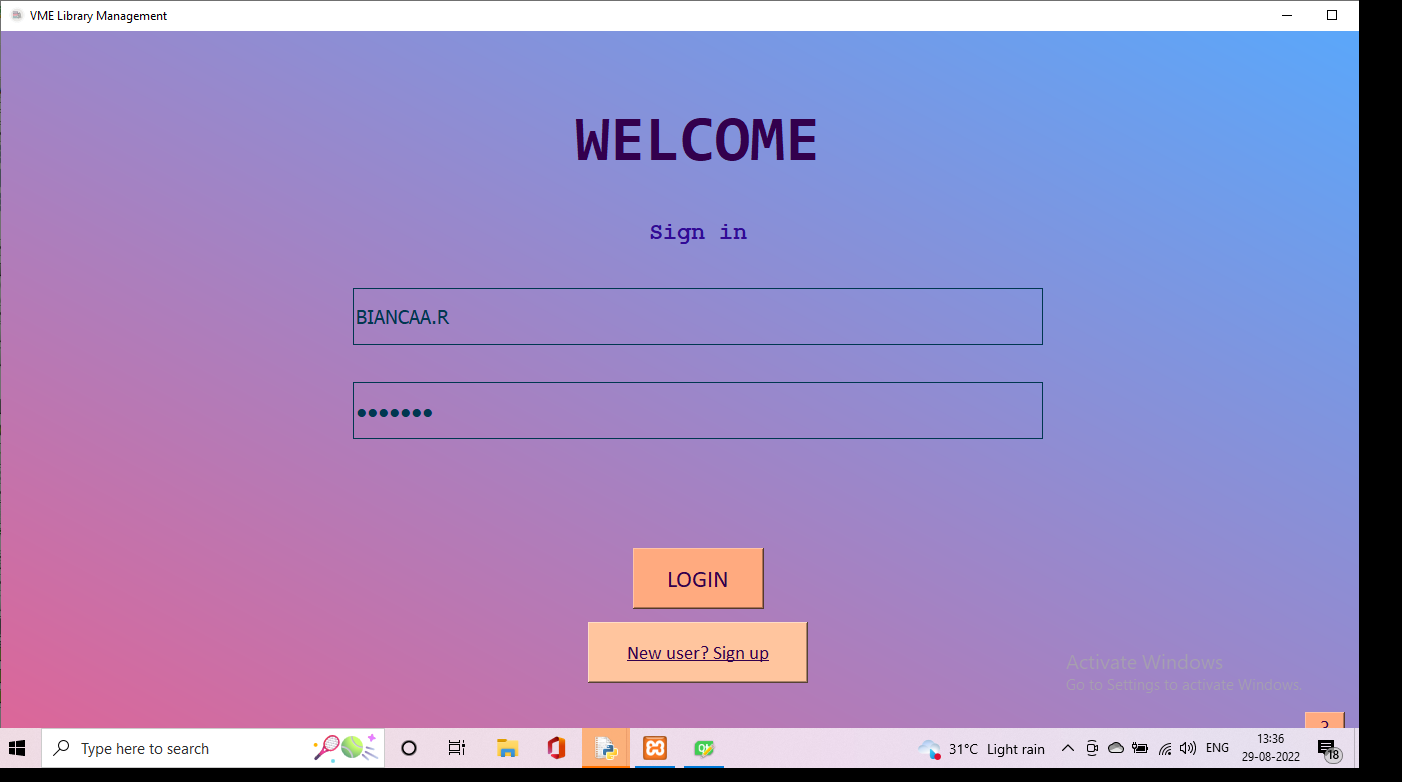 VME Library Management
WELCOME
Sign in
BIANCAA.R
•••••••
LOGIN
New user? Sign up
Activate Windows
Go to Settings to activate Windows.
?
Type here to search
31°C Light rain
ENG
13:36
29-08-2022
18